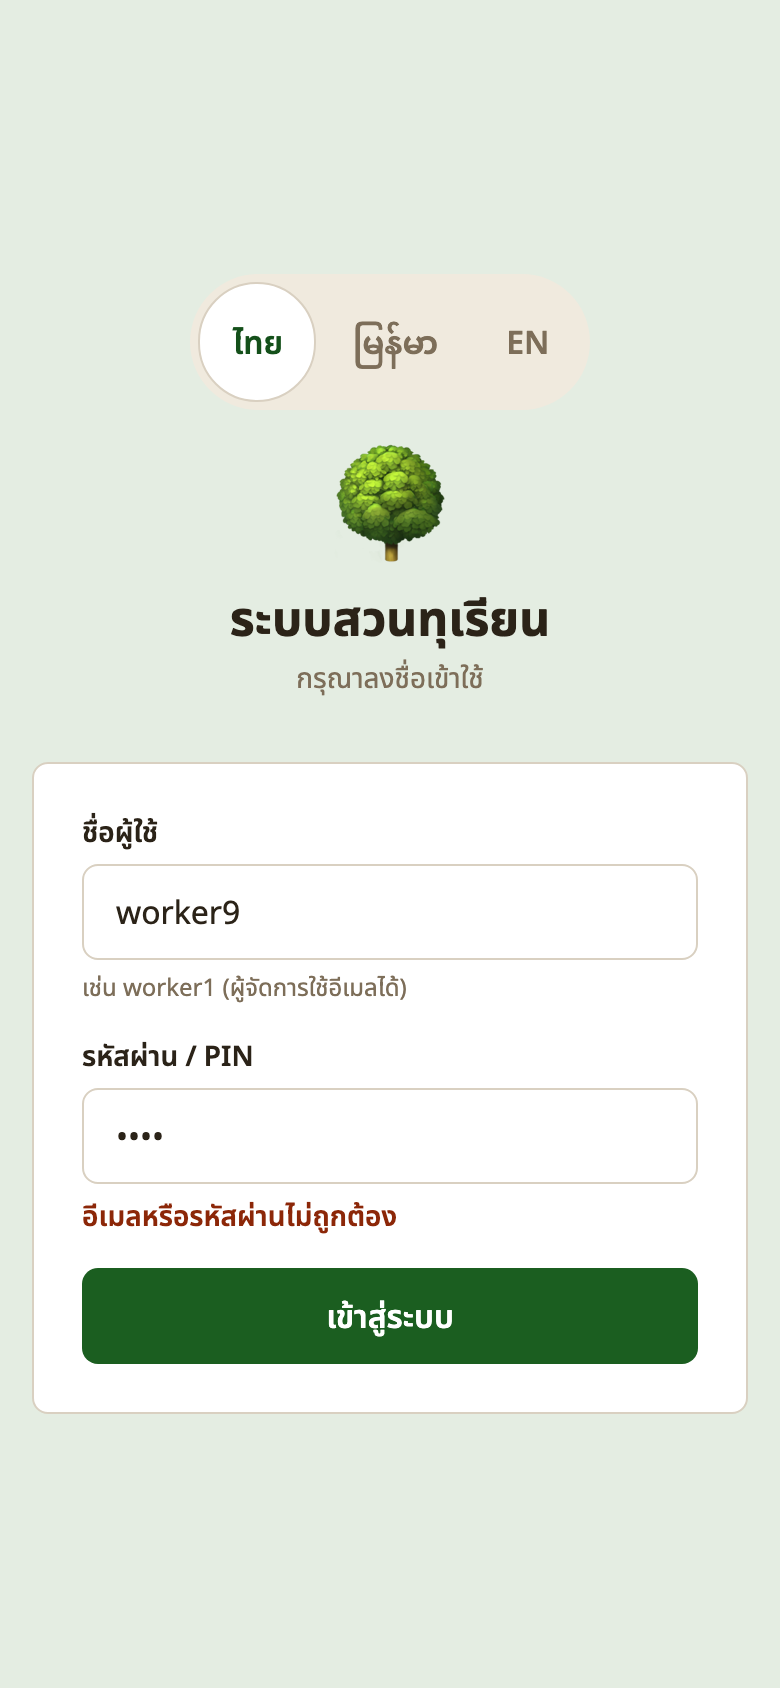 ไทย မြန်မာ EN
ระบบสวนทุเรียน
กรุณาลงชื่อเข้าใช้
ชื่อผู้ใช้
worker9
เช่น worker1 (ผู้จัดการใช้อีเมลได้)
รหัสผ่าน / PIN
••••
อีเมลหรือรหัสผ่านไม่ถูกต้อง
เข้าสู่ระบบ